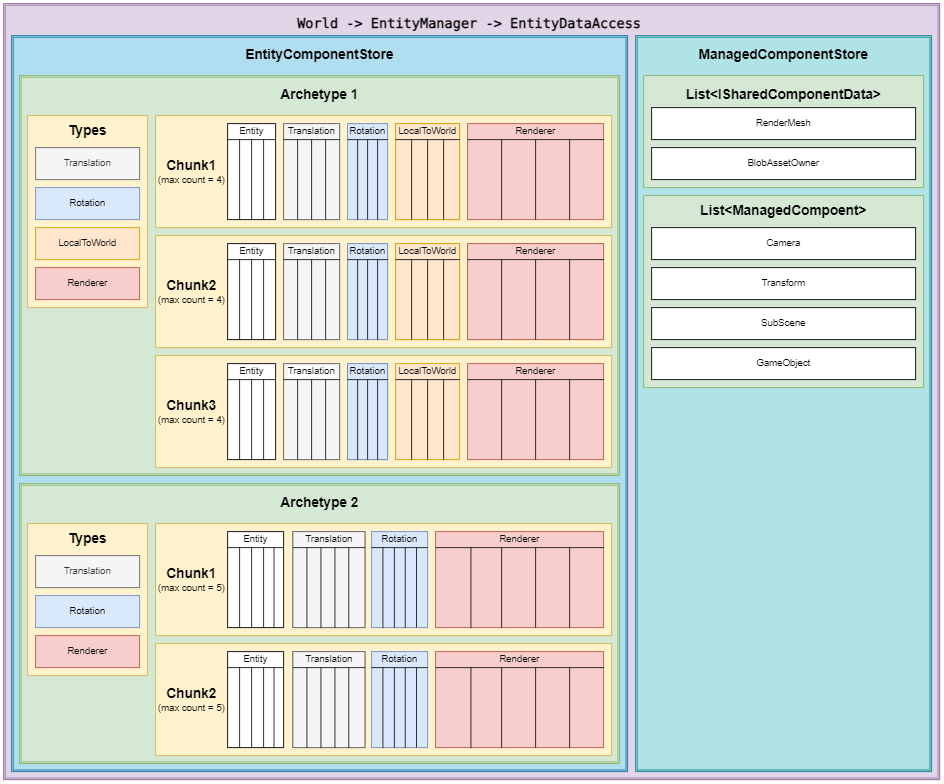 World -> EntityManager -> EntityDataAccess
EntityComponentStore
Archetype 1
Types
Translation
Rotation
LocalToWorld
Renderer
Chunk1
(max count = 4)
Entity
Translation
Rotation
LocalToWorld
Renderer
Chunk2
(max count = 4)
Entity
Translation
Rotation
LocalToWorld
Renderer
Chunk3
(max count = 4)
Entity
Translation
Rotation
LocalToWorld
Renderer
Archetype 2
Types
Translation
Rotation
Renderer
Chunk1
(max count = 5)
Entity
Translation
Rotation
Renderer
Chunk2
(max count = 5)
Entity
Translation
Rotation
Renderer
ManagedComponentStore
List<ISharedComponentData>
RenderMesh
BlobAssetOwner
List<ManagedCompoent>
Camera
Transform
SubScene
GameObject